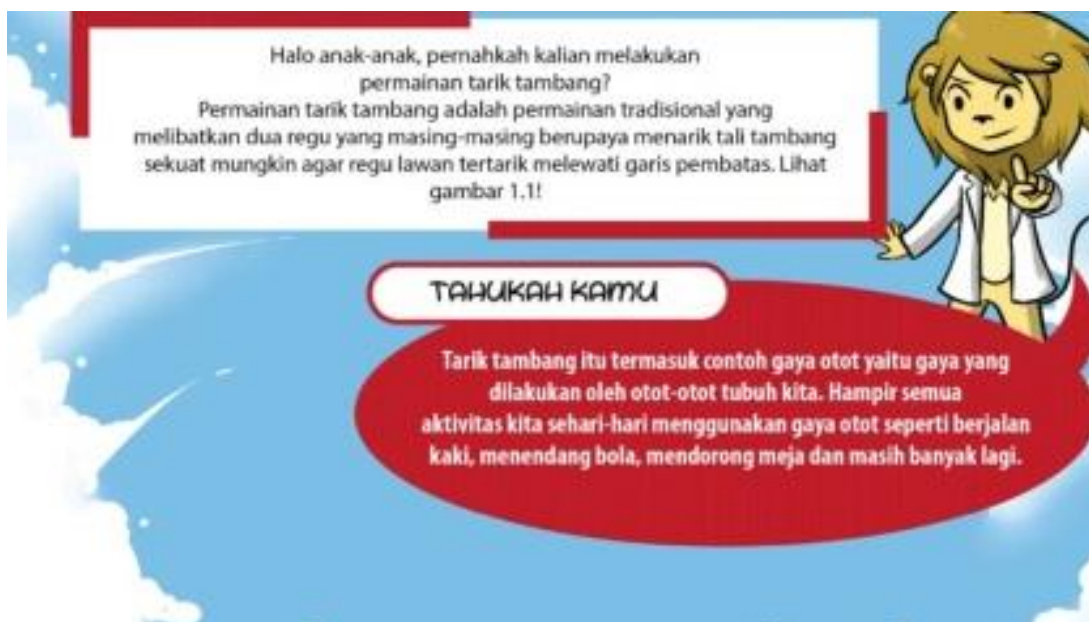 Halo anak-anak, pernahkah kalian melakukan
permainan tarik tambang?
Permainan tarik tambang adalah permainan tradisional yang
melibatkan dua regu yang masing-masing berupaya menarik tali tambang
sekuat mungkin agar regu lawan tertarik melewati garis pembatas. Lihat
gambar 1.1!
TAHUKAH KAMU
Tarik tambang itu termasuk contoh gaya otot yaitu gaya yang
dilakukan oleh otot-otot tubuh kita. Hampir semua
aktivitas kita sehari-hari menggunakan gaya otot seperti berjalan
kaki, menendang bola, mendorong meja dan masih banyak lagi.